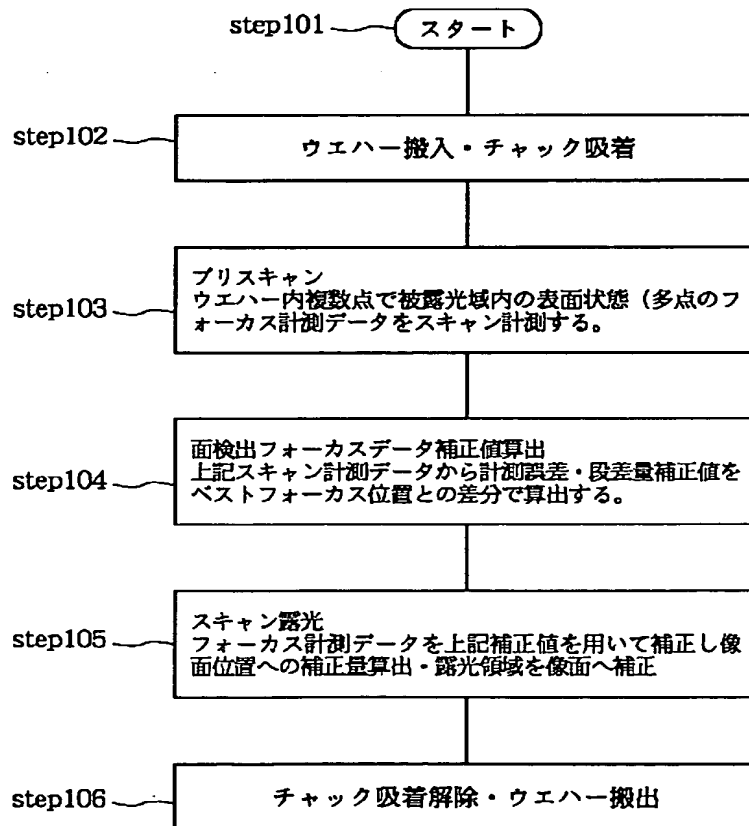 step101
スタート
step102
ウエハー搬入・チャック吸着
step103
プリスキャン
ウエハー内複数点で被露光域内の表面状態（多点のフ
ォーカス計測データをスキャン計測する。
step104
面検出フォーカスデータ補正値算出
上記スキャン計測データから計測誤差・段差量補正値を
ベストフォーカス位置との差分で算出する。
step105
スキャン露光
フォーカス計測データを上記補正値を用いて補正し像
面位置への補正量算出・露光領域を像面へ補正
step106
チャック吸着解除・ウエハー搬出